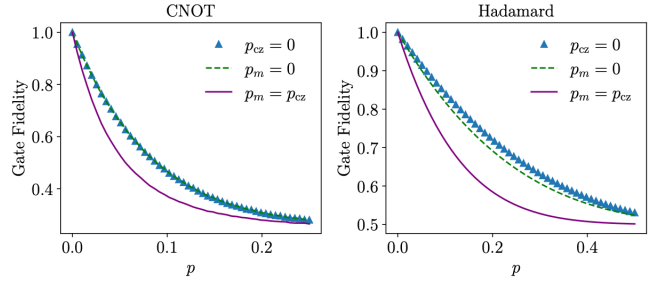 CNOT
Gate Fidelity
1.0
0.8
0.6
0.4
0.0
0.1
0.2
p
p_cz = 0
p_m = 0
p_m = p_cz
Hadamard
Gate Fidelity
1.0
0.9
0.8
0.7
0.6
0.5
0.0
0.2
0.4
p
p_cz = 0
p_m = 0
p_m = p_cz